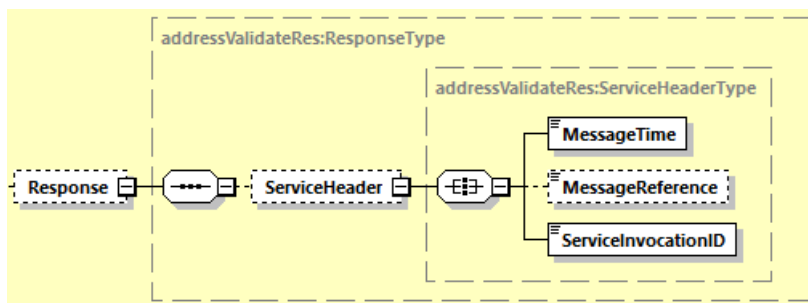 addressValidateRes:ResponseType
addressValidateRes:ServiceHeaderType
MessageTime
Response
ServiceHeader
MessageReference
ServiceInvocationID